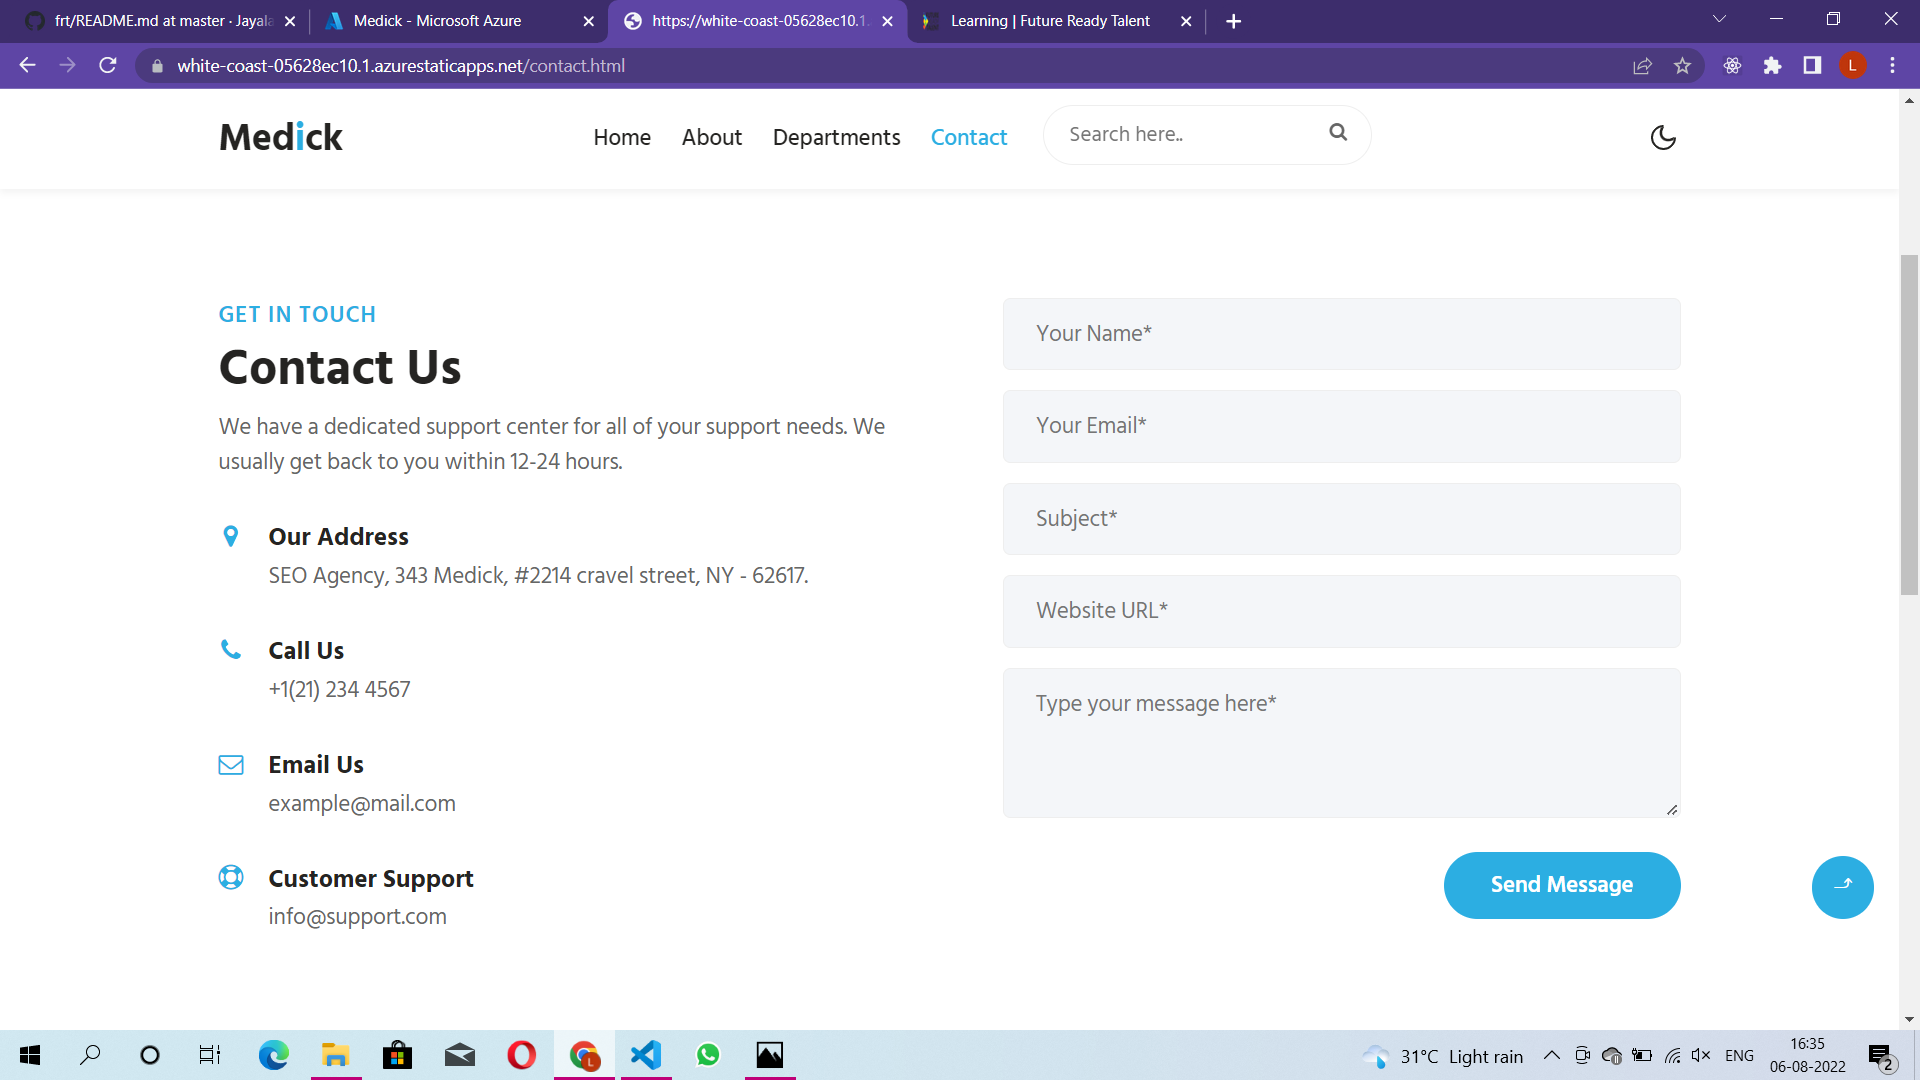 frt/README.md at master · Jayala
Medick - Microsoft Azure
https://white-coast-05628ec10.1.
Learning | Future Ready Talent
white-coast-05628ec10.1.azurestaticapps.net/contact.html
L
Medick
Home
About
Departments
Contact
Search here..
GET IN TOUCH
Contact Us
We have a dedicated support center for all of your support needs. We
usually get back to you within 12-24 hours.
Our Address
SEO Agency, 343 Medick, #2214 cravel street, NY - 62617.
Call Us
+1(21) 234 4567
Email Us
example@mail.com
Customer Support
info@support.com
Your Name*
Your Email*
Subject*
Website URL*
Type your message here*
Send Message
L
31°C Light rain
ENG
16:35
06-08-2022
2